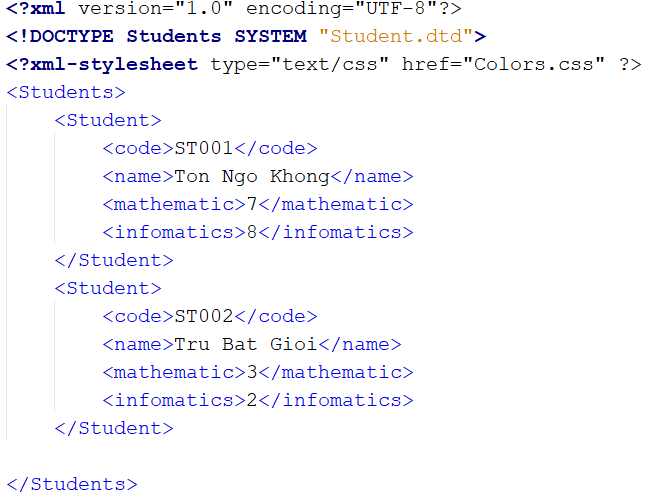 <?xml version="1.0" encoding="UTF-8"?>
<!DOCTYPE Students SYSTEM "Student.dtd">
<?xml-stylesheet type="text/css" href="Colors.css" ?>
<Students>
    <Student>
        <code>ST001</code>
        <name>Ton Ngo Khong</name>
        <mathematic>7</mathematic>
        <infomatics>8</infomatics>
    </Student>
    <Student>
        <code>ST002</code>
        <name>Tru Bat Gioi</name>
        <mathematic>3</mathematic>
        <infomatics>2</infomatics>
    </Student>
</Students>